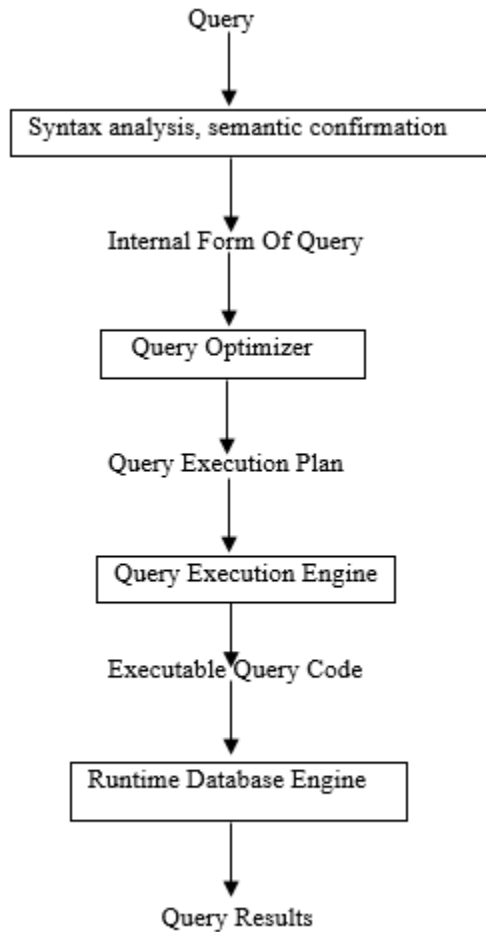 Query
Syntax analysis, semantic confirmation
Internal Form Of Query
Query Optimizer
Query Execution Plan
Query Execution Engine
Executable Query Code
Runtime Database Engine
Query Results